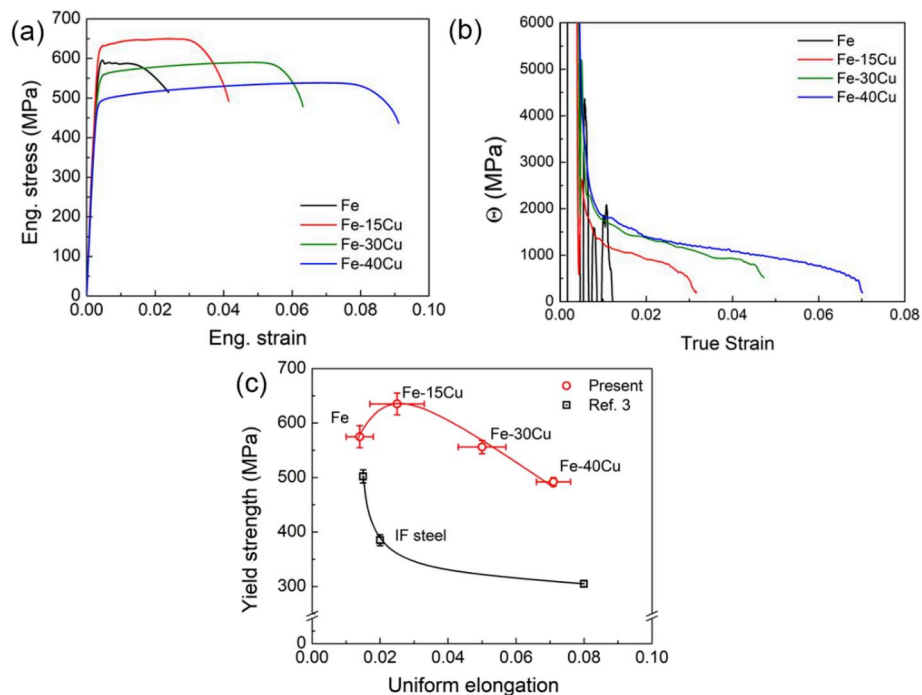 (a)
700
600
500
400
300
200
100
0
Eng. stress (MPa)
Fe
Fe-15Cu
Fe-30Cu
Fe-40Cu
0.00 0.02 0.04 0.06 0.08 0.10
Eng. strain
(b)
6000
5000
4000
3000
2000
1000
0
Θ (MPa)
Fe
Fe-15Cu
Fe-30Cu
Fe-40Cu
0.00 0.02 0.04 0.06 0.08
True Strain
(c)
700
600
500
400
300
0
Yield strength (MPa)
Fe
Fe-15Cu
Fe-30Cu
Fe-40Cu
Present
Ref. 3
IF steel
0.00 0.02 0.04 0.06 0.08 0.10
Uniform elongation